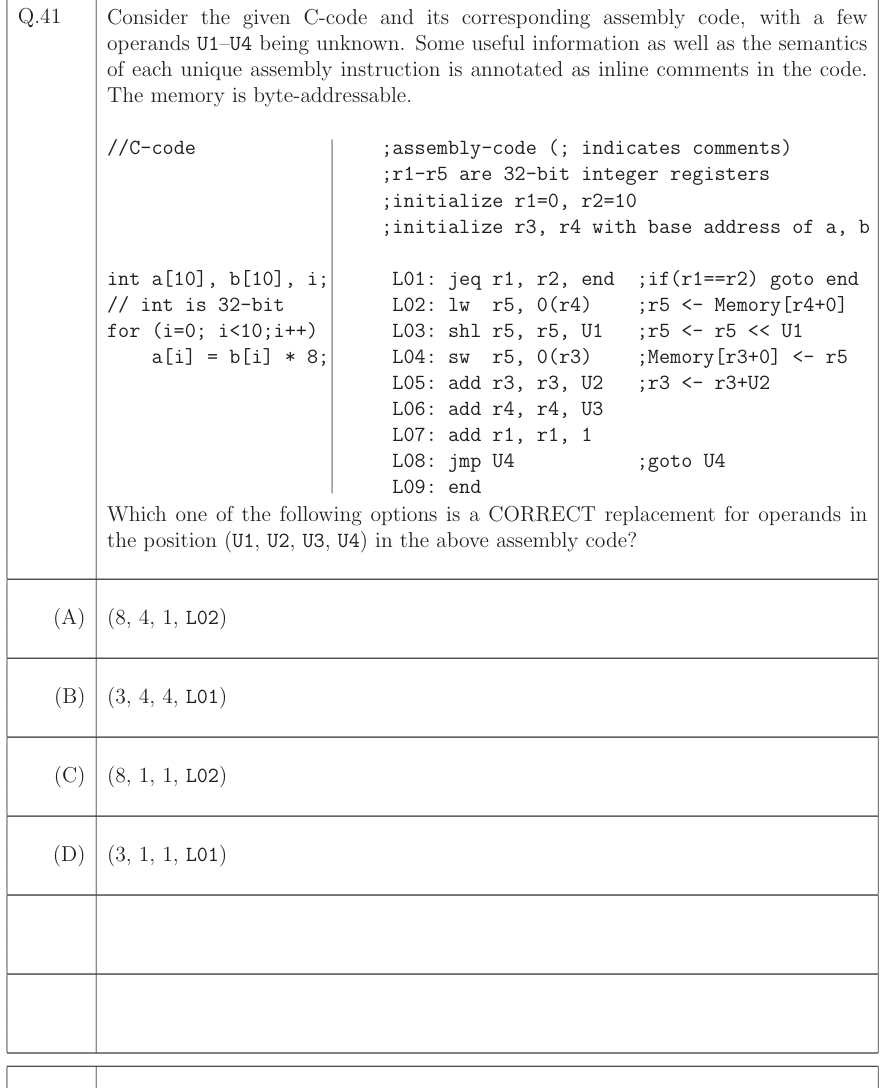 Q.41 Consider the given C-code and its corresponding assembly code, with a few
operands U1–U4 being unknown. Some useful information as well as the semantics
of each unique assembly instruction is annotated as inline comments in the code.
The memory is byte-addressable.
//C-code ;assembly-code (; indicates comments)
;r1-r5 are 32-bit integer registers
;initialize r1=0, r2=10
;initialize r3, r4 with base address of a, b
int a[10], b[10], i; L01: jeq r1, r2, end ;if(r1==r2) goto end
// int is 32-bit L02: lw r5, 0(r4) ;r5 <- Memory[r4+0]
for (i=0; i<10;i++) L03: shl r5, r5, U1 ;r5 <- r5 << U1
a[i] = b[i] * 8; L04: sw r5, 0(r3) ;Memory[r3+0] <- r5
L05: add r3, r3, U2 ;r3 <- r3+U2
L06: add r4, r4, U3
L07: add r1, r1, 1
L08: jmp U4 ;goto U4
L09: end
Which one of the following options is a CORRECT replacement for operands in
the position (U1, U2, U3, U4) in the above assembly code?
(A) (8, 4, 1, L02)
(B) (3, 4, 4, L01)
(C) (8, 1, 1, L02)
(D) (3, 1, 1, L01)